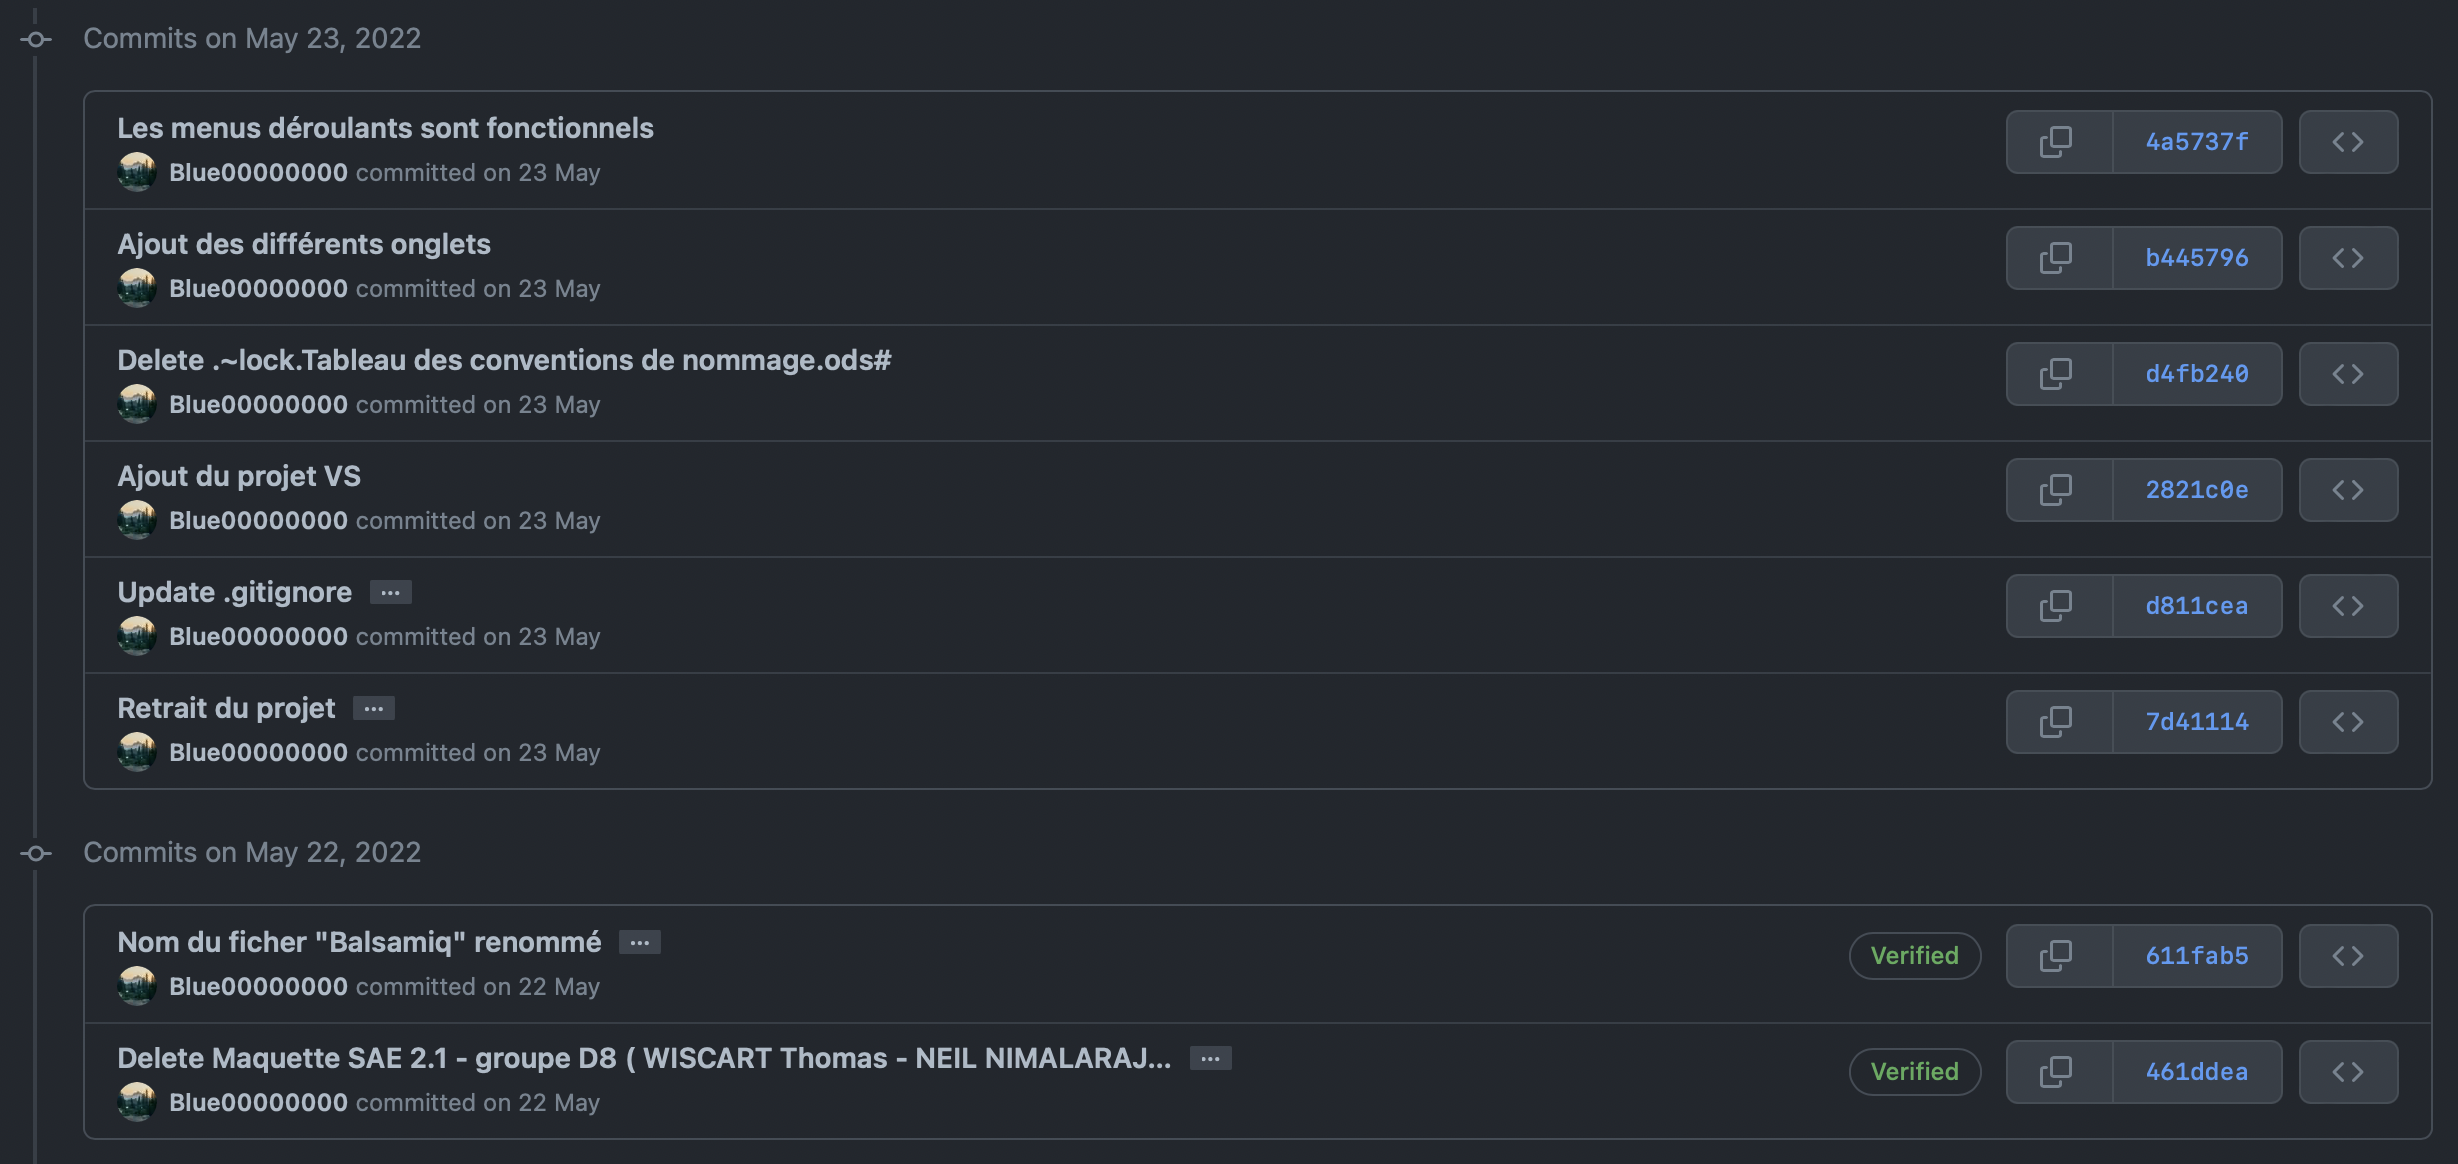 Commits on May 23, 2022
Les menus déroulants sont fonctionnels
Blue00000000 committed on 23 May
4a5737f
Ajout des différents onglets
Blue00000000 committed on 23 May
b445796
Delete .~lock.Tableau des conventions de nommage.ods#
Blue00000000 committed on 23 May
d4fb240
Ajout du projet VS
Blue00000000 committed on 23 May
2821c0e
Update .gitignore ...
Blue00000000 committed on 23 May
d811cea
Retrait du projet ...
Blue00000000 committed on 23 May
7d41114
Commits on May 22, 2022
Nom du ficher "Balsamiq" renommé ...
Blue00000000 committed on 22 May
Verified 611fab5
Delete Maquette SAE 2.1 - groupe D8 ( WISCART Thomas - NEIL NIMALARAJ... ...
Blue00000000 committed on 22 May
Verified 461ddea